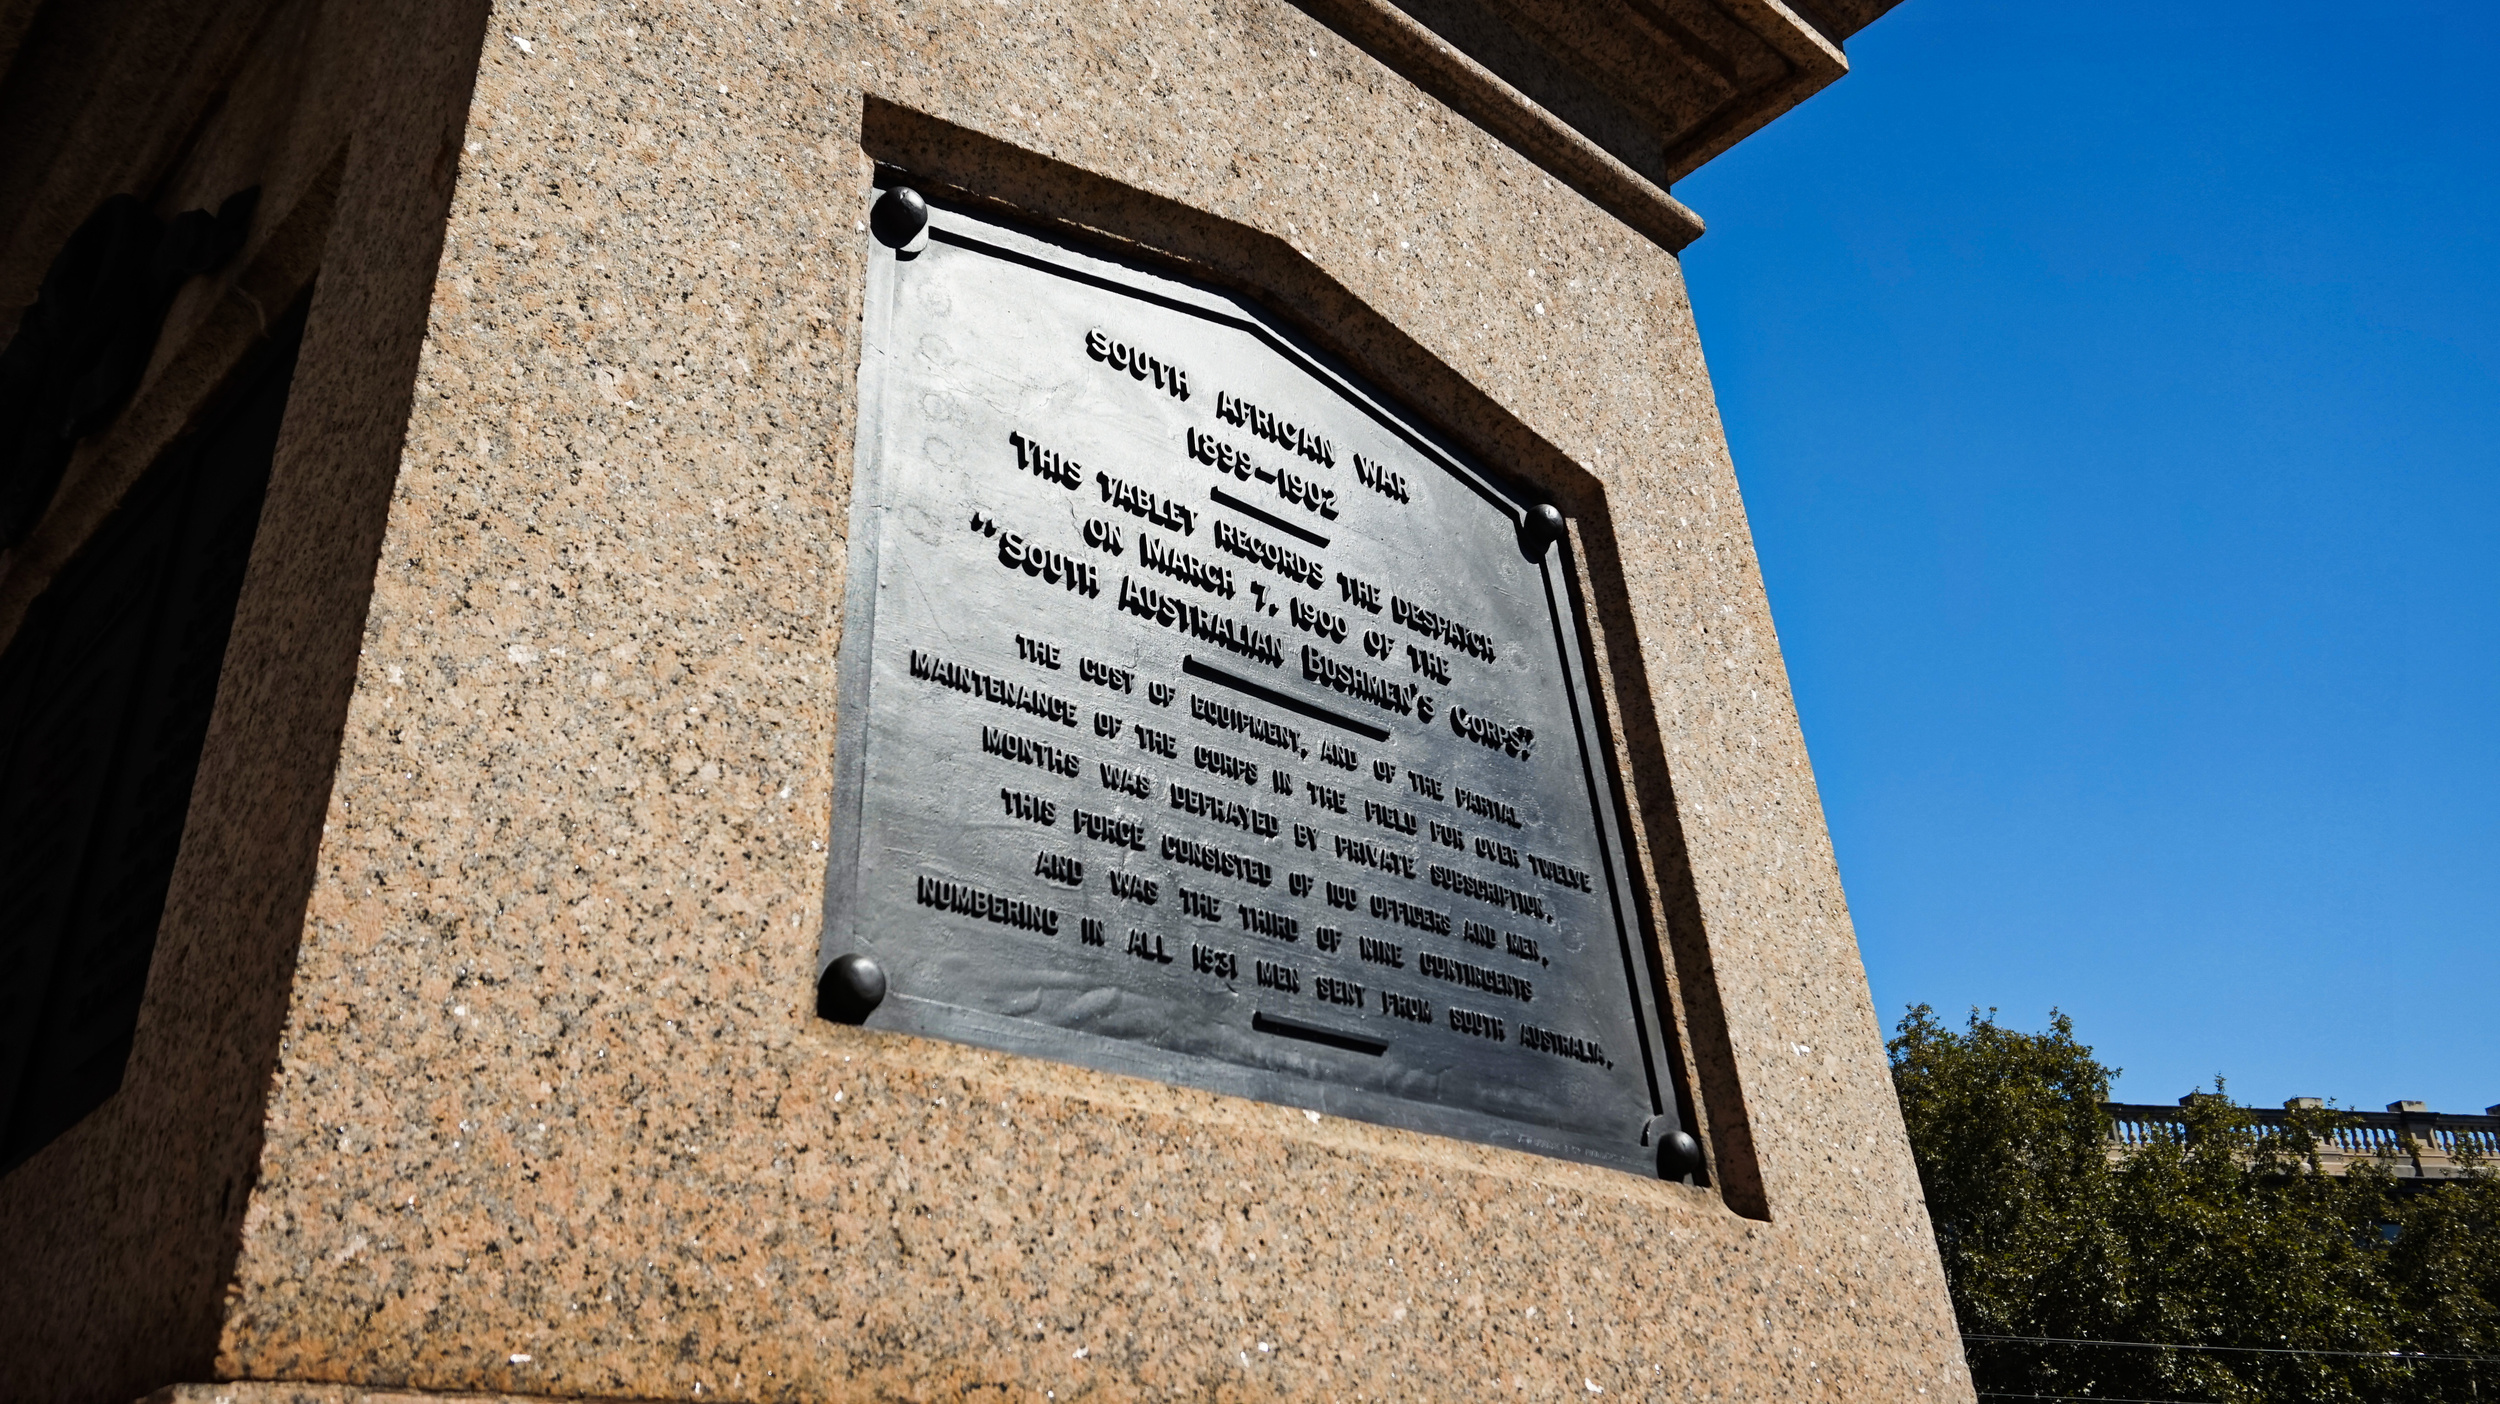 SOUTH AFRICAN WAR
1899–1902
THIS TABLET RECORDS THE DESPATCH
ON MARCH 7, 1900 OF THE
"SOUTH AUSTRALIAN BUSHMEN'S CORPS."
THE COST OF EQUIPMENT, AND OF THE PARTIAL
MAINTENANCE OF THE CORPS IN THE FIELD FOR OVER TWELVE
MONTHS WAS DEFRAYED BY PRIVATE SUBSCRIPTION.
THIS FORCE CONSISTED OF 100 OFFICERS AND MEN,
AND WAS THE THIRD OF NINE CONTINGENTS
NUMBERING IN ALL 1531 MEN SENT FROM SOUTH AUSTRALIA.